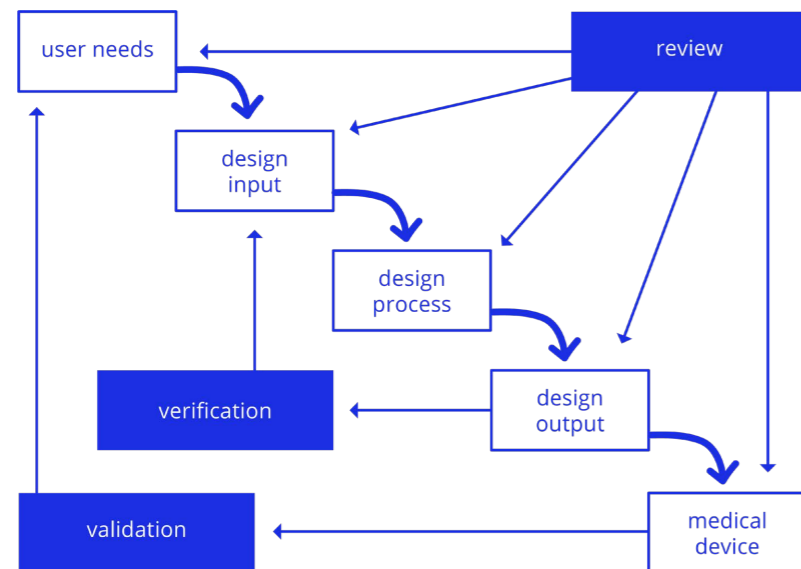 user needs
review
design
input
design
process
design
output
verification
validation
medical
device